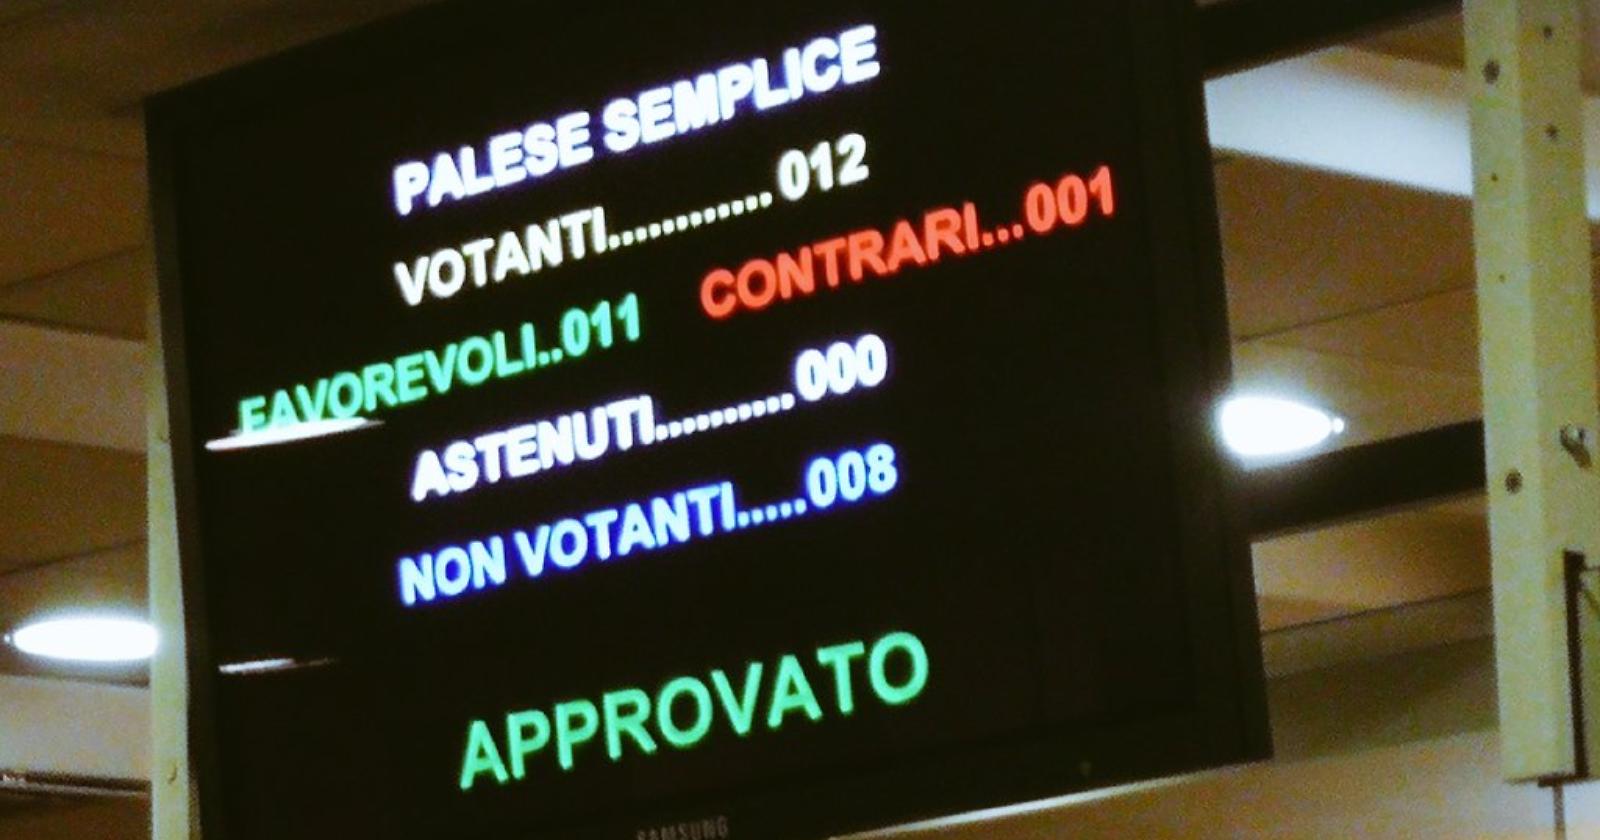 PALESE SEMPLICE
VOTANTI............012
FAVOREVOLI..011 CONTRARI...001
ASTENUTI..........000
NON VOTANTI.....008
APPROVATO
SAMSUNG